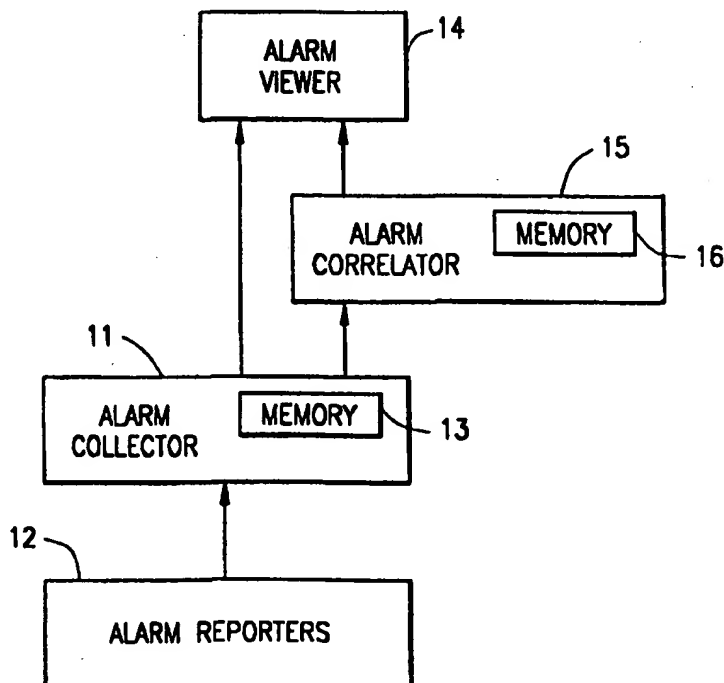 14
ALARM
VIEWER
15
MEMORY
16
ALARM
CORRELATOR
11
MEMORY
13
ALARM
COLLECTOR
12
ALARM REPORTERS